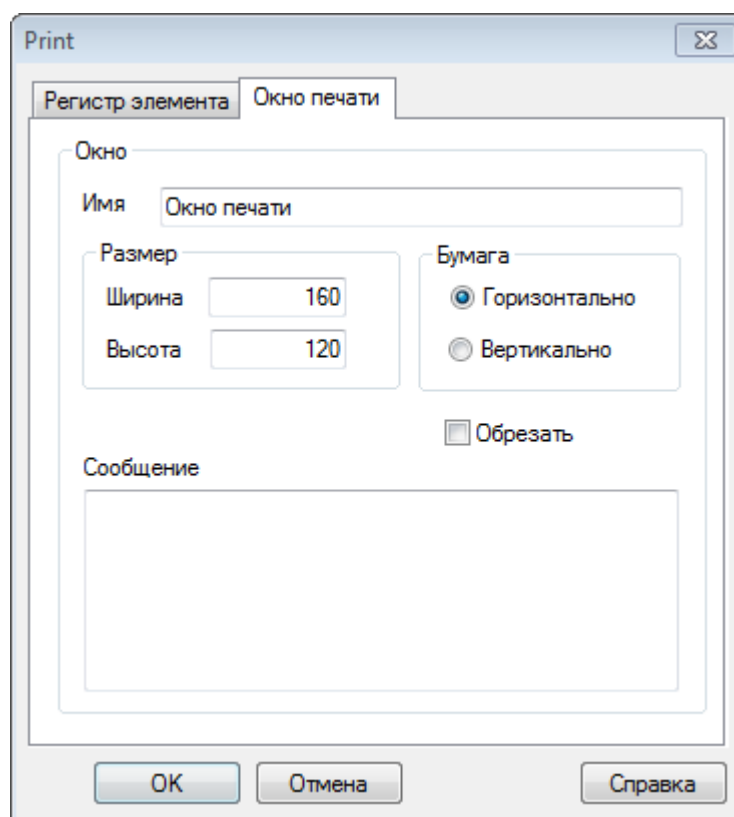 Print
Регистр элемента Окно печати
Окно
Имя Окно печати
Размер Бумага
Ширина 160 Горизонтально
Высота 120 Вертикально
Обрезать
Сообщение
OK Отмена Справка